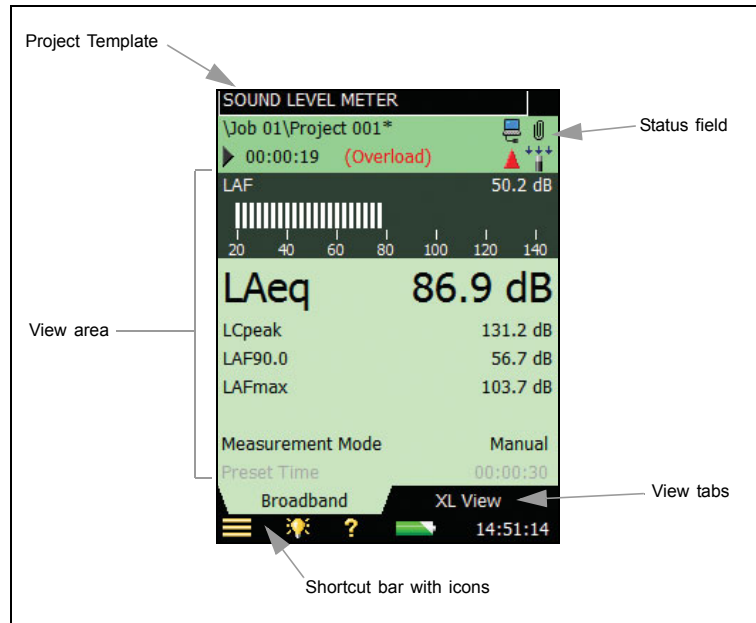 Project Template
SOUND LEVEL METER
\Job 01\Project 001*
Status field
00:00:19 (Overload)
LAF 50.2 dB
20 40 60 80 100 120 140
LAeq 86.9 dB
View area
LCpeak 131.2 dB
LAF90.0 56.7 dB
LAFmax 103.7 dB
Measurement Mode Manual
Preset Time 00:00:30
View tabs
Broadband XL View
? 14:51:14
Shortcut bar with icons